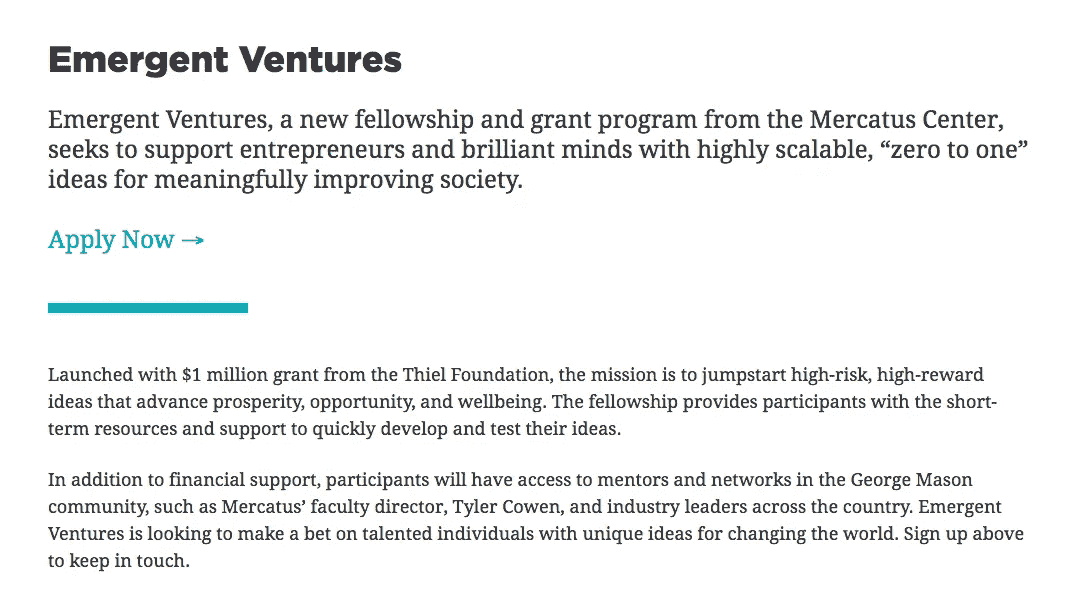 Emergent Ventures
Emergent Ventures, a new fellowship and grant program from the Mercatus Center,
seeks to support entrepreneurs and brilliant minds with highly scalable, “zero to one”
ideas for meaningfully improving society.
Apply Now →
Launched with $1 million grant from the Thiel Foundation, the mission is to jumpstart high-risk, high-reward
ideas that advance prosperity, opportunity, and wellbeing. The fellowship provides participants with the short-
term resources and support to quickly develop and test their ideas.
In addition to financial support, participants will have access to mentors and networks in the George Mason
community, such as Mercatus’ faculty director, Tyler Cowen, and industry leaders across the country. Emergent
Ventures is looking to make a bet on talented individuals with unique ideas for changing the world. Sign up above
to keep in touch.